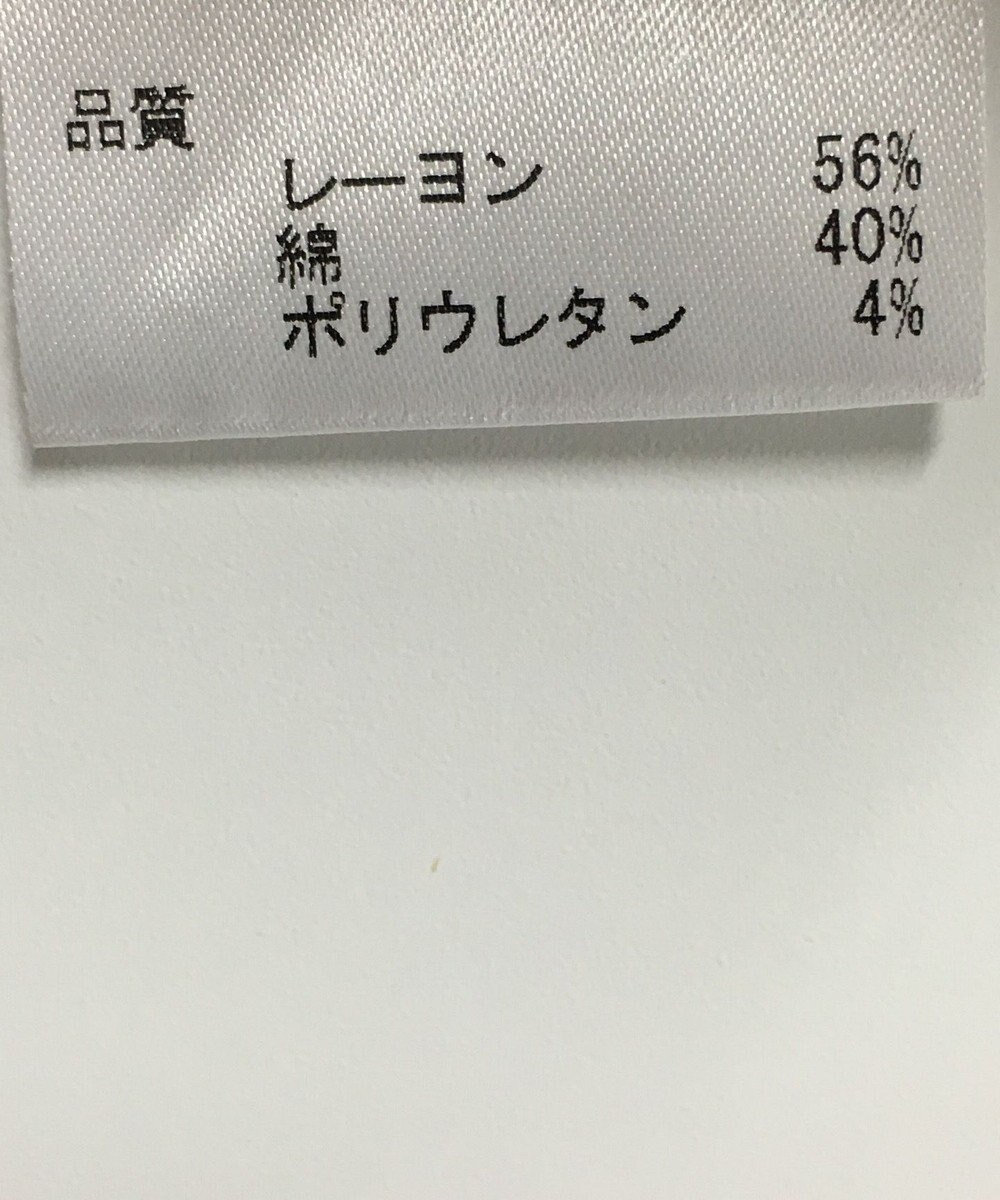 品質
レーヨン 56%
綿 40%
ポリウレタン 4%